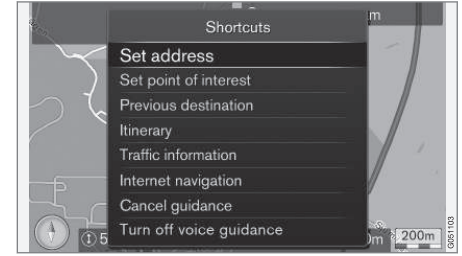 m
Shortcuts
Set address
Set point of interest
Previous destination
Itinerary
Traffic information
Internet navigation
Cancel guidance
Turn off voice guidance
5
m
200m
G051103